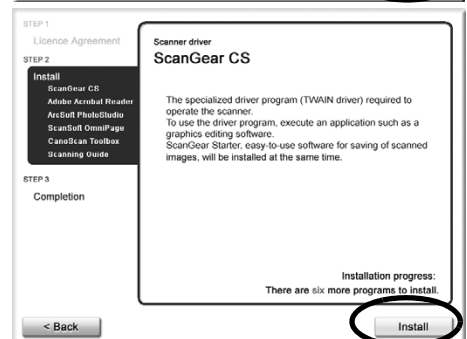 STEP 1
Licence Agreement
STEP 2
Install
ScanGear CS
Adobe Acrobat Reader
ArcSoft PhotoStudio
ScanSoft OmniPage
CanoScan Toolbox
Scanning Guide
STEP 3
Completion
Scanner driver
ScanGear CS
The specialized driver program (TWAIN driver) required to
operate the scanner.
To use the driver program, execute an application such as a
graphics editing software.
ScanGear Starter, easy-to-use software for saving of scanned
images, will be installed at the same time.
Installation progress:
There are six more programs to install.
< Back
Install